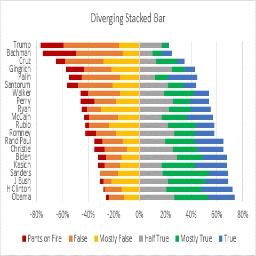 Diverging Stacked Bar
Trump
Bachman
Cruz
Gingrich
Palin
Santorum
Walker
Perry
Ryan
McCain
Rubio
Romney
Rand Paul
Christie
Biden
Kasich
Sanders
J Bush
H Clinton
Obama
-80% -60% -40% -20% 0% 20% 40% 60% 80%
Pants on Fire False Mostly False Half True Mostly True True